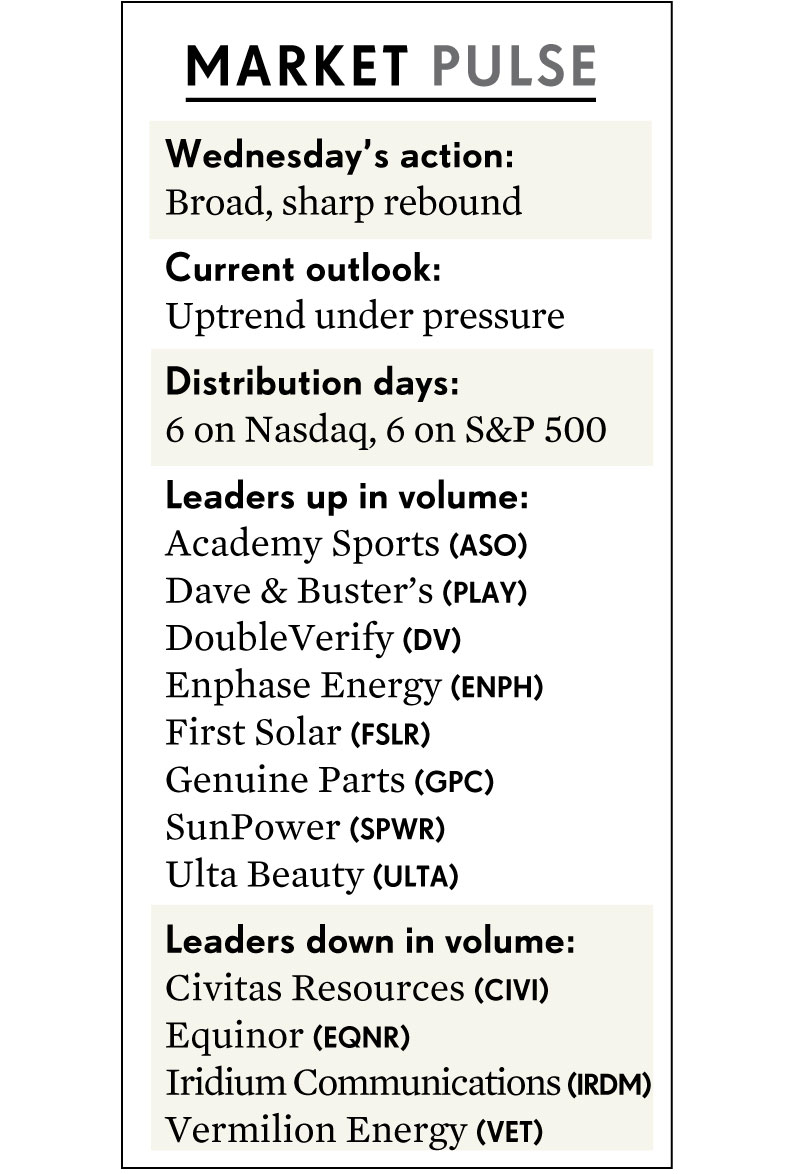 MARKET PULSE
Wednesday’s action:
Broad, sharp rebound
Current outlook:
Uptrend under pressure
Distribution days:
6 on Nasdaq, 6 on S&P 500
Leaders up in volume:
Academy Sports (ASO)
Dave & Buster’s (PLAY)
DoubleVerify (DV)
Enphase Energy (ENPH)
First Solar (FSLR)
Genuine Parts (GPC)
SunPower (SPWR)
Ulta Beauty (ULTA)
Leaders down in volume:
Civitas Resources (CIVI)
Equinor (EQNR)
Iridium Communications (IRDM)
Vermilion Energy (VET)